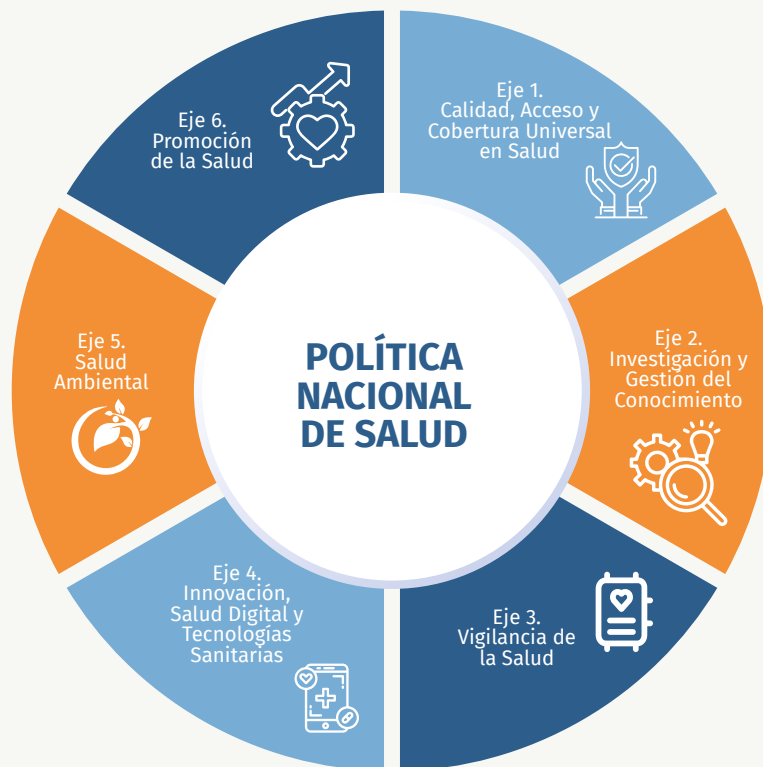 POLÍTICA
NACIONAL
DE SALUD
Eje 1.
Calidad, Acceso y
Cobertura Universal
en Salud
Eje 2.
Investigación y
Gestión del
Conocimiento
Eje 3.
Vigilancia de
la Salud
Eje 4.
Innovación,
Salud Digital y
Tecnologías
Sanitarias
Eje 5.
Salud
Ambiental
Eje 6.
Promoción
de la Salud